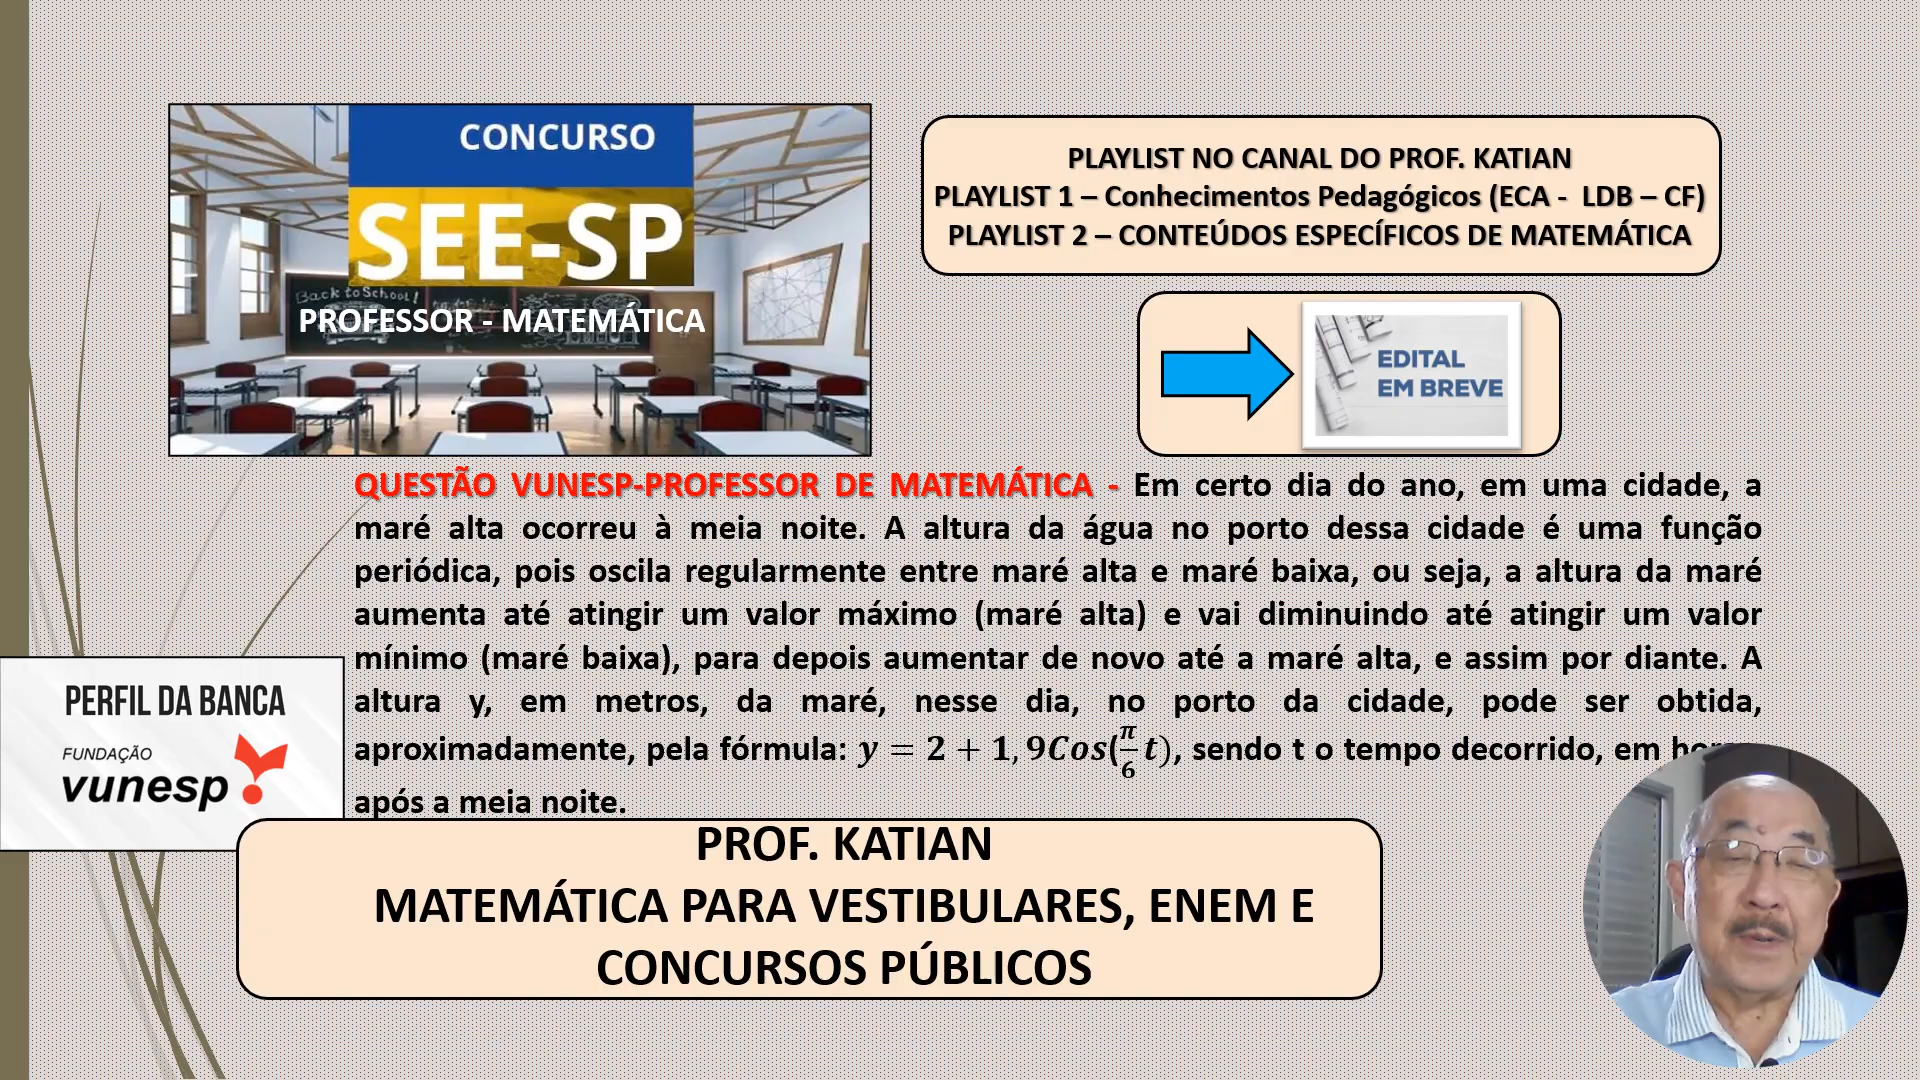 CONCURSO
SEE-SP
Back to School!
PROFESSOR - MATEMÁTICA
PLAYLIST NO CANAL DO PROF. KATIAN
PLAYLIST 1 – Conhecimentos Pedagógicos (ECA - LDB – CF)
PLAYLIST 2 – CONTEÚDOS ESPECÍFICOS DE MATEMÁTICA
EDITAL
EM BREVE
QUESTÃO VUNESP-PROFESSOR DE MATEMÁTICA - Em certo dia do ano, em uma cidade, a
maré alta ocorreu à meia noite. A altura da água no porto dessa cidade é uma função
periódica, pois oscila regularmente entre maré alta e maré baixa, ou seja, a altura da maré
aumenta até atingir um valor máximo (maré alta) e vai diminuindo até atingir um valor
mínimo (maré baixa), para depois aumentar de novo até a maré alta, e assim por diante. A
altura y, em metros, da maré, nesse dia, no porto da cidade, pode ser obtida,
aproximadamente, pela fórmula: y = 2 + 1,9Cos(π/6 t), sendo t o tempo decorrido, em
após a meia noite.
PERFIL DA BANCA
FUNDAÇÃO
vunesp
PROF. KATIAN
MATEMÁTICA PARA VESTIBULARES, ENEM E
CONCURSOS PÚBLICOS